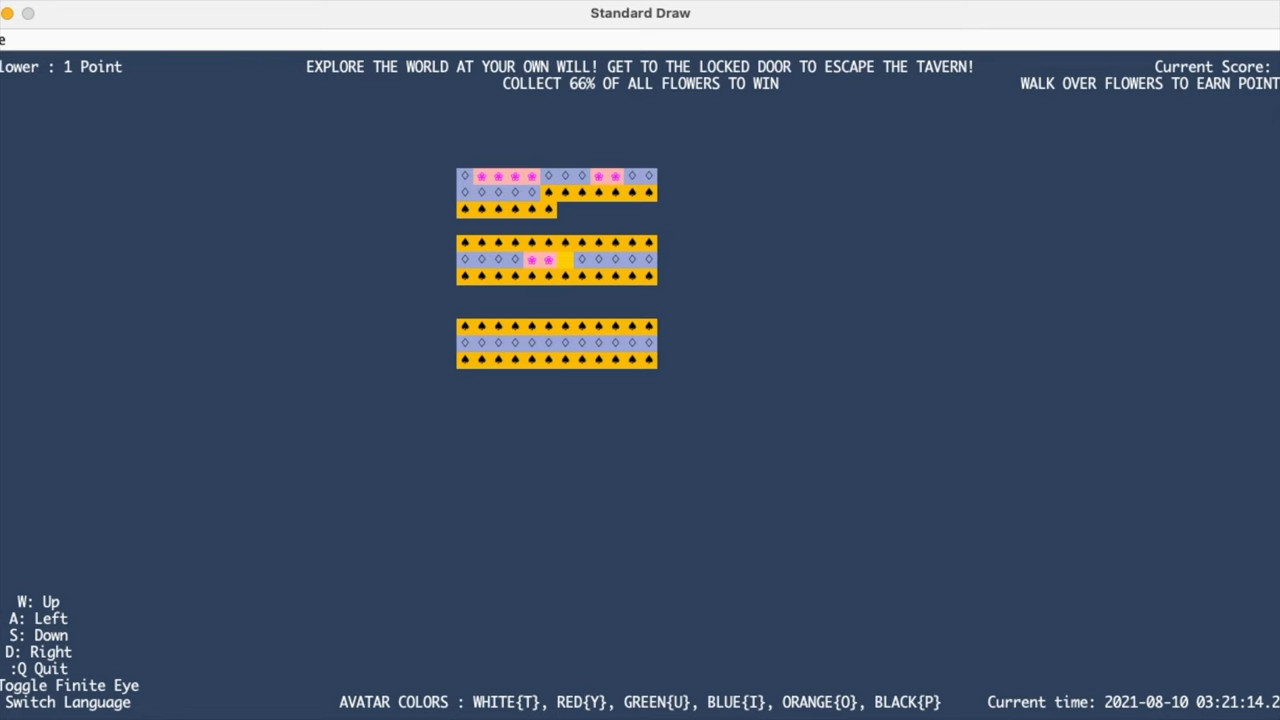 Standard Draw
e
lower : 1 Point
EXPLORE THE WORLD AT YOUR OWN WILL! GET TO THE LOCKED DOOR TO ESCAPE THE TAVERN!
Current Score:
COLLECT 66% OF ALL FLOWERS TO WIN
WALK OVER FLOWERS TO EARN POINT
W: Up
A: Left
S: Down
D: Right
:Q Quit
Toggle Finite Eye
Switch Language
AVATAR COLORS : WHITE{T}, RED{Y}, GREEN{U}, BLUE{I}, ORANGE{O}, BLACK{P}
Current time: 2021-08-10 03:21:14.2